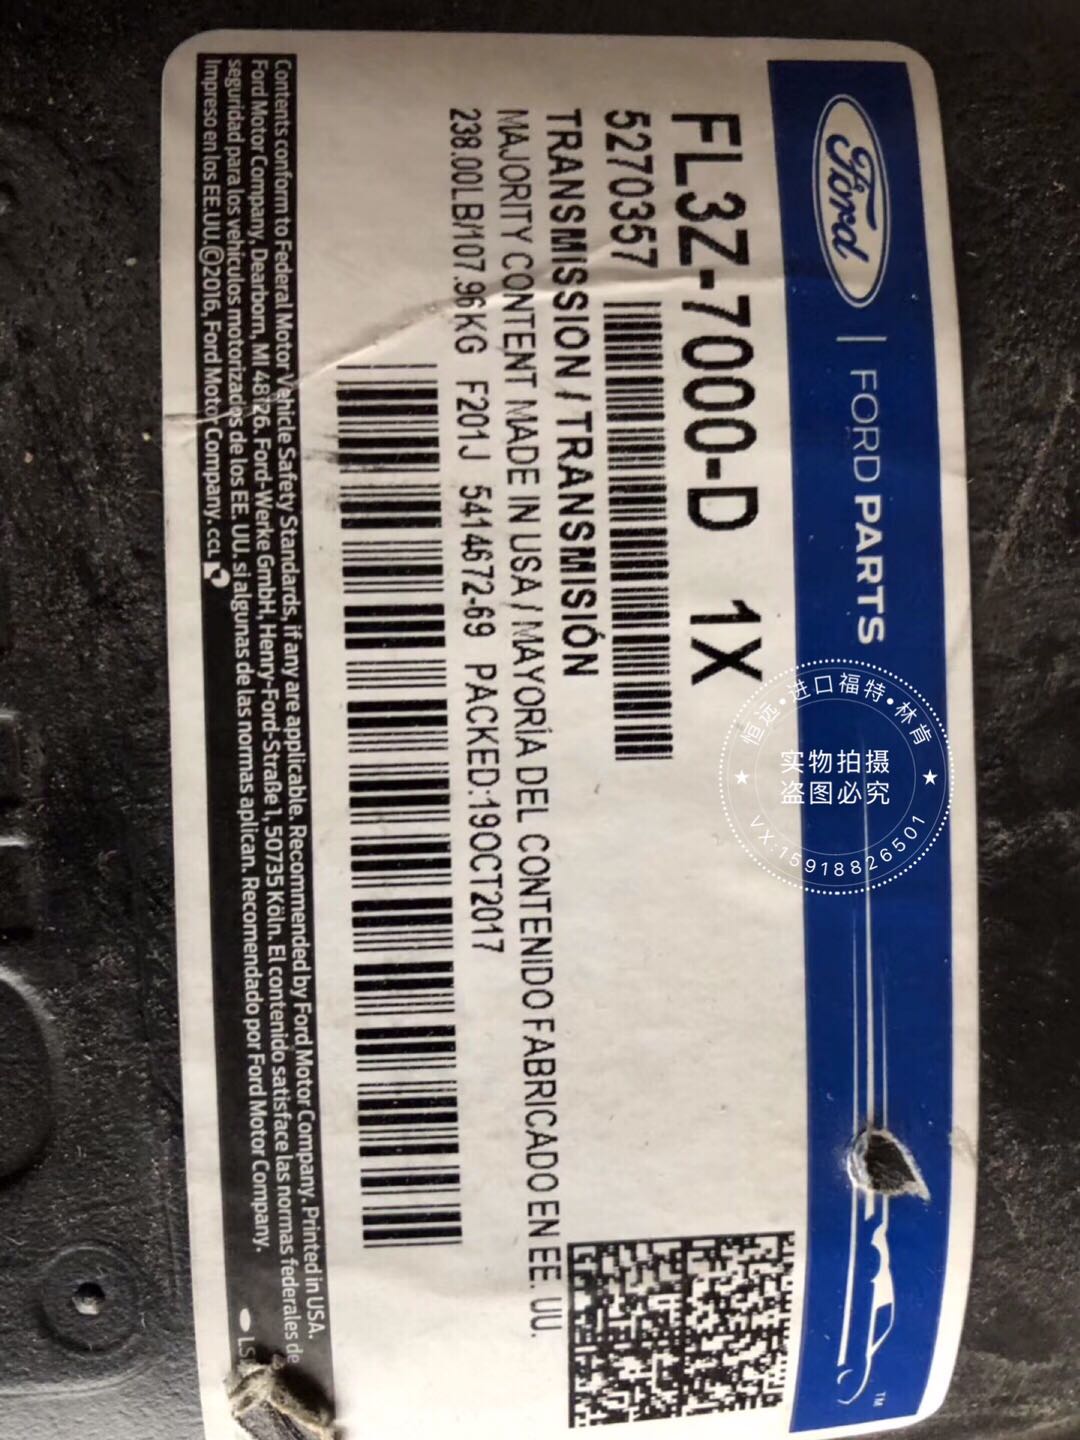 Ford | FORD PARTS
FL3Z-7000-D 1X
5270357
TRANSMISSION / TRANSMISIÓN
MAJORITY CONTENT MADE IN USA / MAYORÍA DEL CONTENIDO FABRICADO EN EE. UU.
238.00LB/107.96KG F201J 5414672-69 PACKED:19OCT2017
Contents conform to Federal Motor Vehicle Safety Standards, if any are applicable. Recommended by Ford Motor Company. Printed in USA.
Ford Motor Company, Dearborn, MI 48126. Ford-Werke GmbH, Henry-Ford-Straße 1, 50735 Köln. El contenido satisface las normas federales de
seguridad para los vehículos motorizados de los EE. UU. si algunas de las normas aplican. Recomendado por Ford Motor Company.
Impreso en los EE.UU. ©2016, Ford Motor Company. CCL
TM
恒远•进口福特•林肯
实物拍摄
盗图必究
VX:15918826501